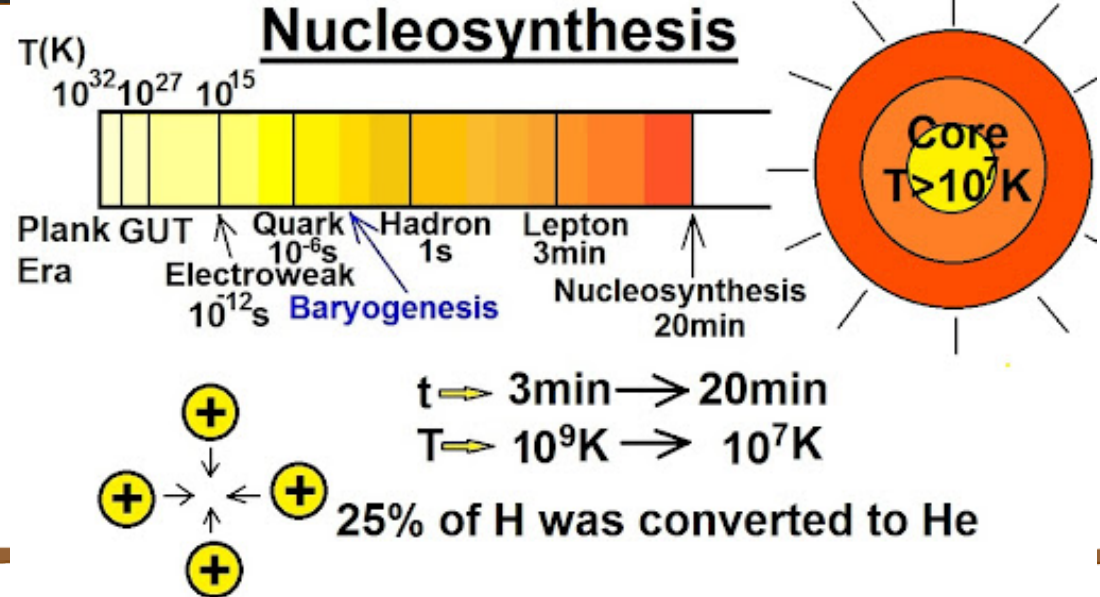 Nucleosynthesis
T(K)
10³² 10²⁷ 10¹⁵
Core
T>10⁷K
Plank GUT Quark Hadron Lepton
Era 10⁻⁶s 1s 3min
Electroweak
10⁻¹²s Baryogenesis
Nucleosynthesis
20min
t ⇨ 3min → 20min
T ⇨ 10⁹K → 10⁷K
+
+ → ← +
+
25% of H was converted to He